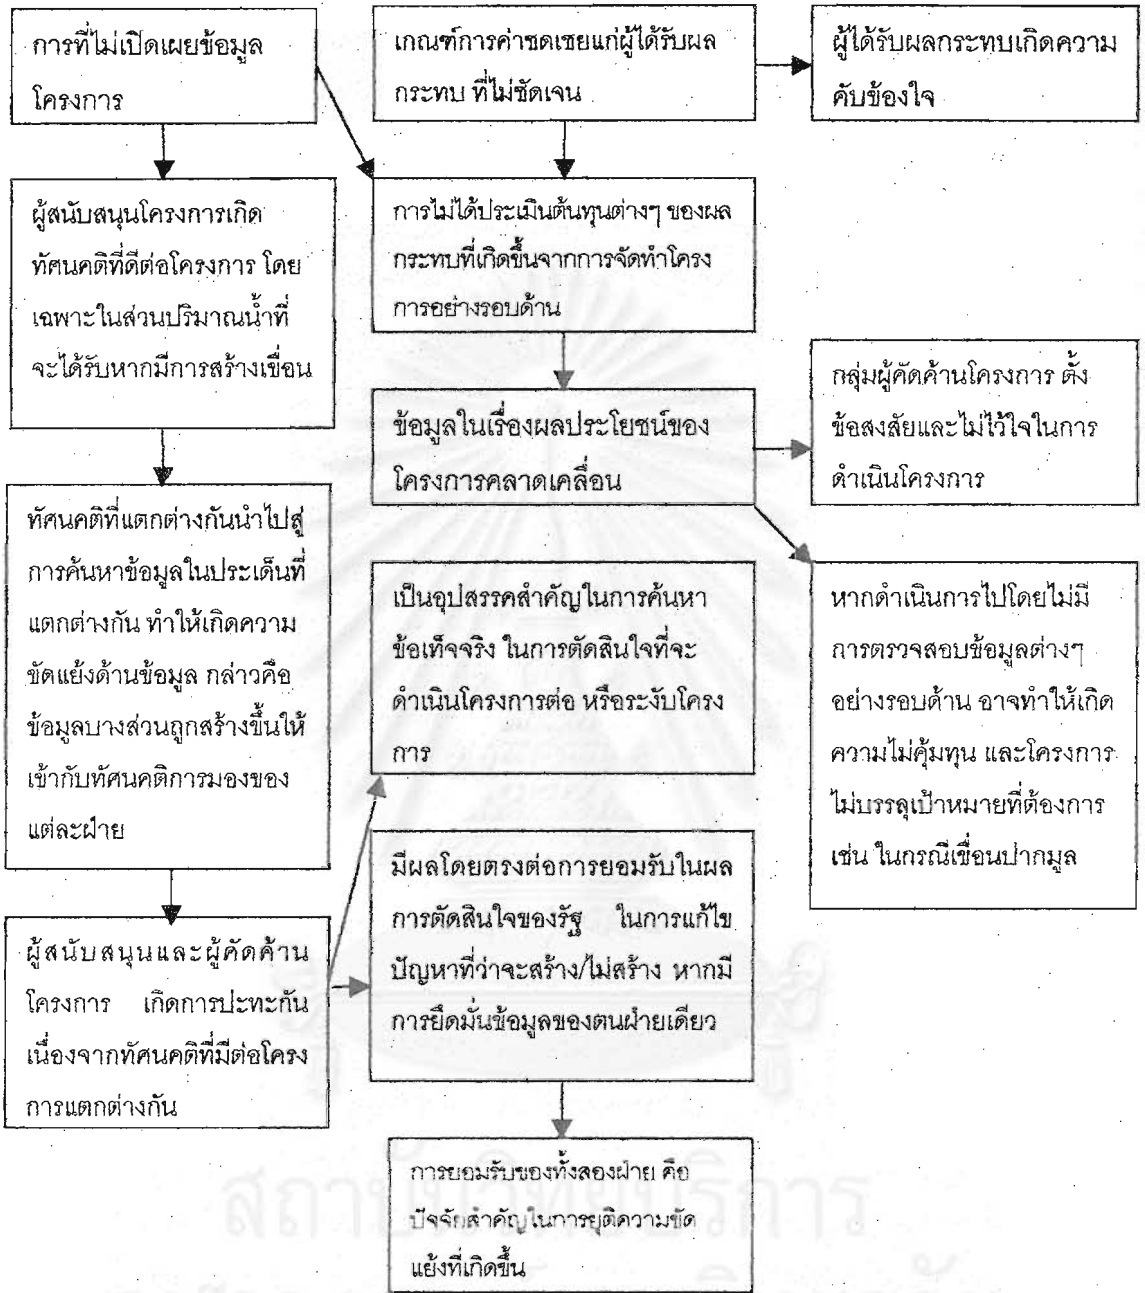 การที่ไม่เปิดเผยข้อมูล
โครงการ
เกณฑ์การค่าชดเชยแก่ผู้ได้รับผล
กระทบ ที่ไม่ชัดเจน
ผู้ได้รับผลกระทบเกิดความ
คับข้องใจ
ผู้สนับสนุนโครงการเกิด
ทัศนคติที่ดีต่อโครงการ โดย
เฉพาะในส่วนปริมาณน้ำที่
จะได้รับหากมีการสร้างเขื่อน
การไม่ได้ประเมินต้นทุนต่างๆ ของผล
กระทบที่เกิดขึ้นจากการจัดทำโครง
การอย่างรอบด้าน
ข้อมูลในเรื่องผลประโยชน์ของ
โครงการคลาดเคลื่อน
กลุ่มผู้คัดค้านโครงการ ตั้ง
ข้อสงสัยและไม่ไว้ใจในการ
ดำเนินโครงการ
ทัศนคติที่แตกต่างกันนำไปสู่
การค้นหาข้อมูลในประเด็นที่
แตกต่างกัน ทำให้เกิดความ
ขัดแย้งด้านข้อมูล กล่าวคือ
ข้อมูลบางส่วนถูกสร้างขึ้นให้
เข้ากับทัศนคติการมองของ
แต่ละฝ่าย
เป็นอุปสรรคสำคัญในการค้นหา
ข้อเท็จจริง ในการตัดสินใจที่จะ
ดำเนินโครงการต่อ หรือระงับโครง
การ
หากดำเนินการไปโดยไม่มี
การตรวจสอบข้อมูลต่างๆ
อย่างรอบด้าน อาจทำให้เกิด
ความไม่คุ้มทุน และโครงการ
ไม่บรรลุเป้าหมายที่ต้องการ
เช่น ในกรณีเขื่อนปากมูล
ผู้สนับสนุนและผู้คัดค้าน
โครงการ เกิดการปะทะกัน
เนื่องจากทัศนคติที่มีต่อโครง
การแตกต่างกัน
มีผลโดยตรงต่อการยอมรับในผล
การตัดสินใจของรัฐ ในการแก้ไข
ปัญหาที่ว่าจะสร้าง/ไม่สร้าง หากมี
การยึดมั่นข้อมูลของตนฝ่ายเดียว
การยอมรับของทั้งสองฝ่าย คือ
ปัจจัยสำคัญในการยุติความขัด
แย้งที่เกิดขึ้น
สถาบันวิทยบริการ